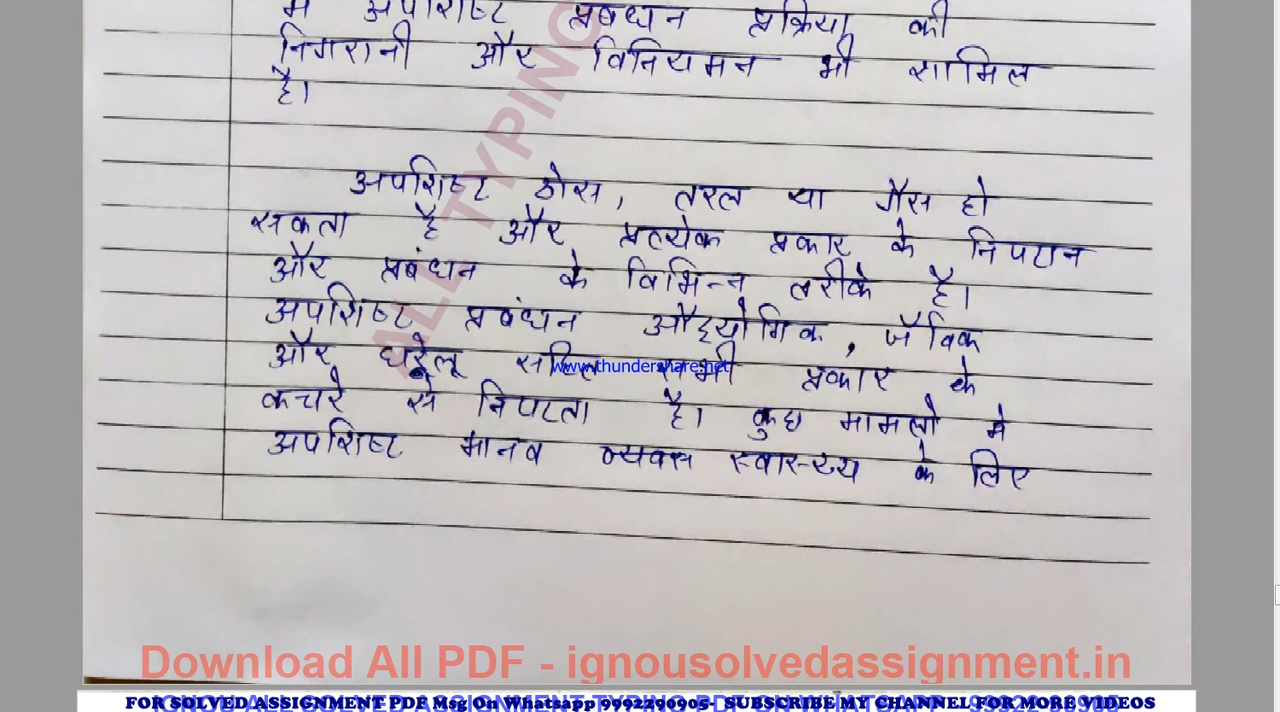 में अपशिष्ट प्रबंधन प्रक्रिया की
निगरानी और विनियमन भी शामिल
है।
अपशिष्ट ठोस, तरल या गैस हो
सकता है और प्रत्येक प्रकार के निपटान
और प्रबंधन के विभिन्न तरीके है।
अपशिष्ट प्रबंधन औद्योगिक, जैविक
और घरेलू सहित सभी प्रकार के
कचरे से निपटता है। कुछ मामलो मे
अपशिष्ट मानव स्वास्थ्य के लिए
ALL TYPING
www.thundershare.net
Download All PDF - ignousolvedassignment.in
FOR SOLVED ASSIGNMENT PDF Msg On Whatsapp 9992290905- SUBSCRIBE MY CHANNEL FOR MORE VIDEOS